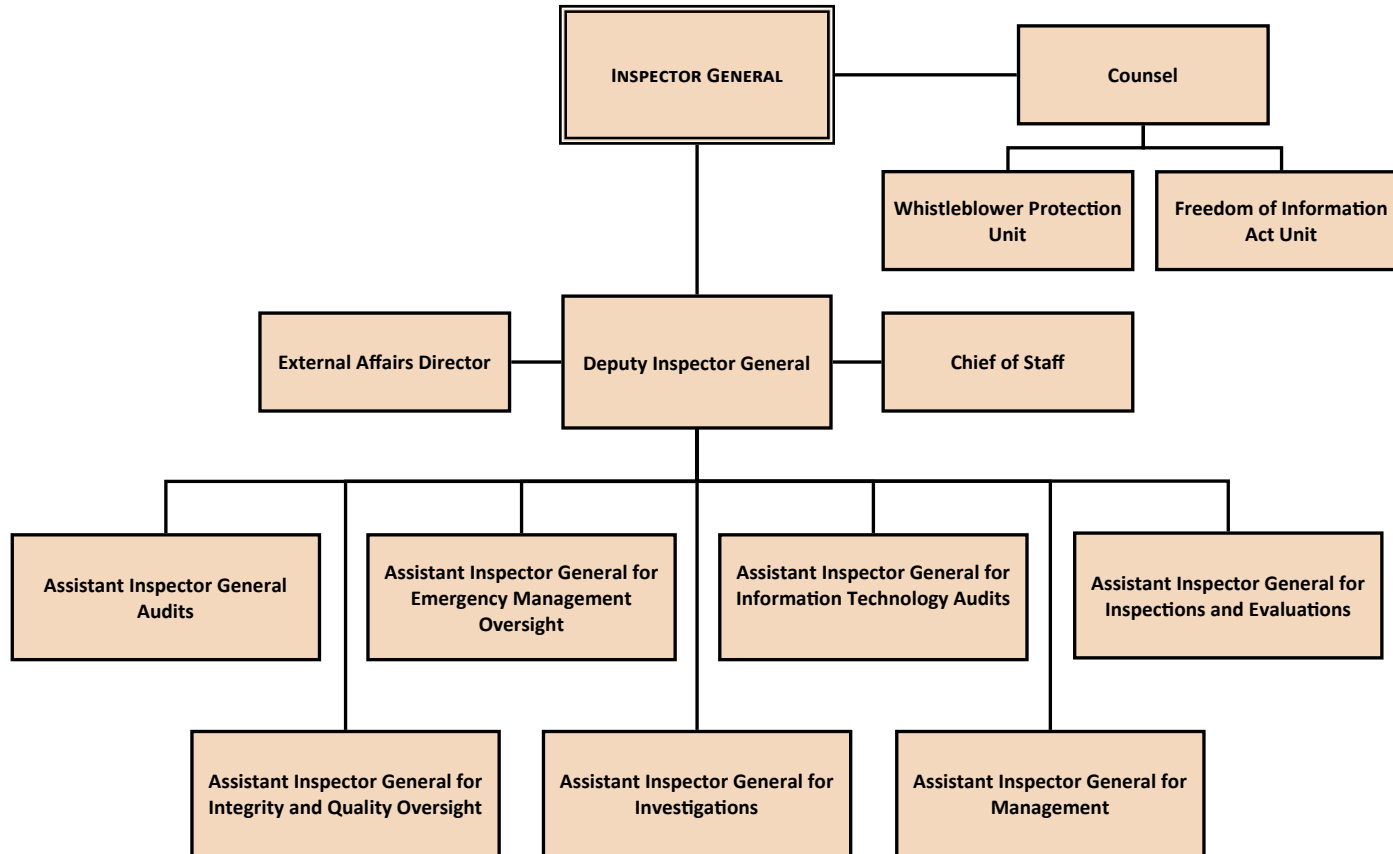 INSPECTOR GENERAL
Counsel
Whistleblower Protection
Unit
Freedom of Information
Act Unit
External Affairs Director
Deputy Inspector General
Chief of Staff
Assistant Inspector General
Audits
Assistant Inspector General for
Emergency Management
Oversight
Assistant Inspector General for
Information Technology Audits
Assistant Inspector General for
Inspections and Evaluations
Assistant Inspector General for
Integrity and Quality Oversight
Assistant Inspector General for
Investigations
Assistant Inspector General for
Management